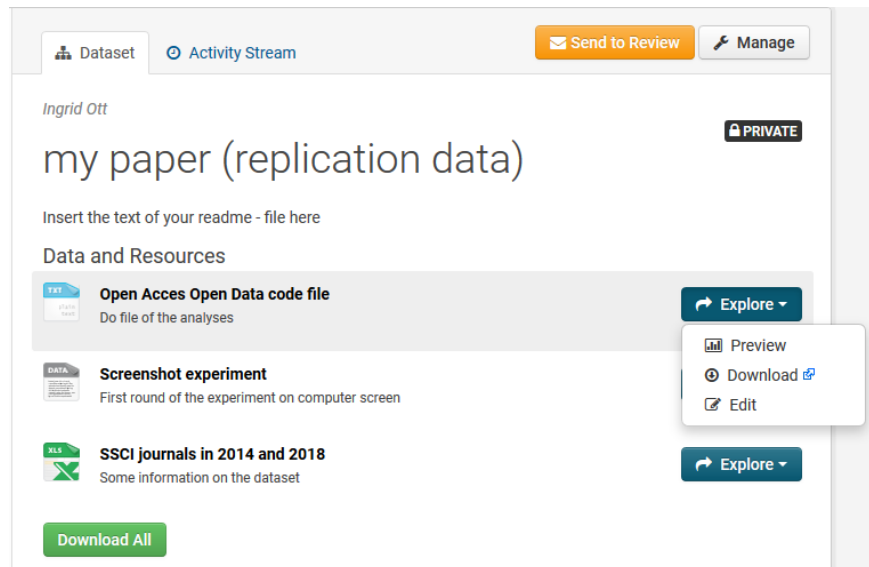 Dataset
Activity Stream
Send to Review
Manage
Ingrid Ott
PRIVATE
my paper (replication data)
Insert the text of your readme - file here
Data and Resources
TXT
plain
text
Open Acces Open Data code file
Do file of the analyses
Explore
Preview
Download
Edit
DATA
Screenshot experiment
First round of the experiment on computer screen
XLS
SSCI journals in 2014 and 2018
Some information on the dataset
Explore
Download All